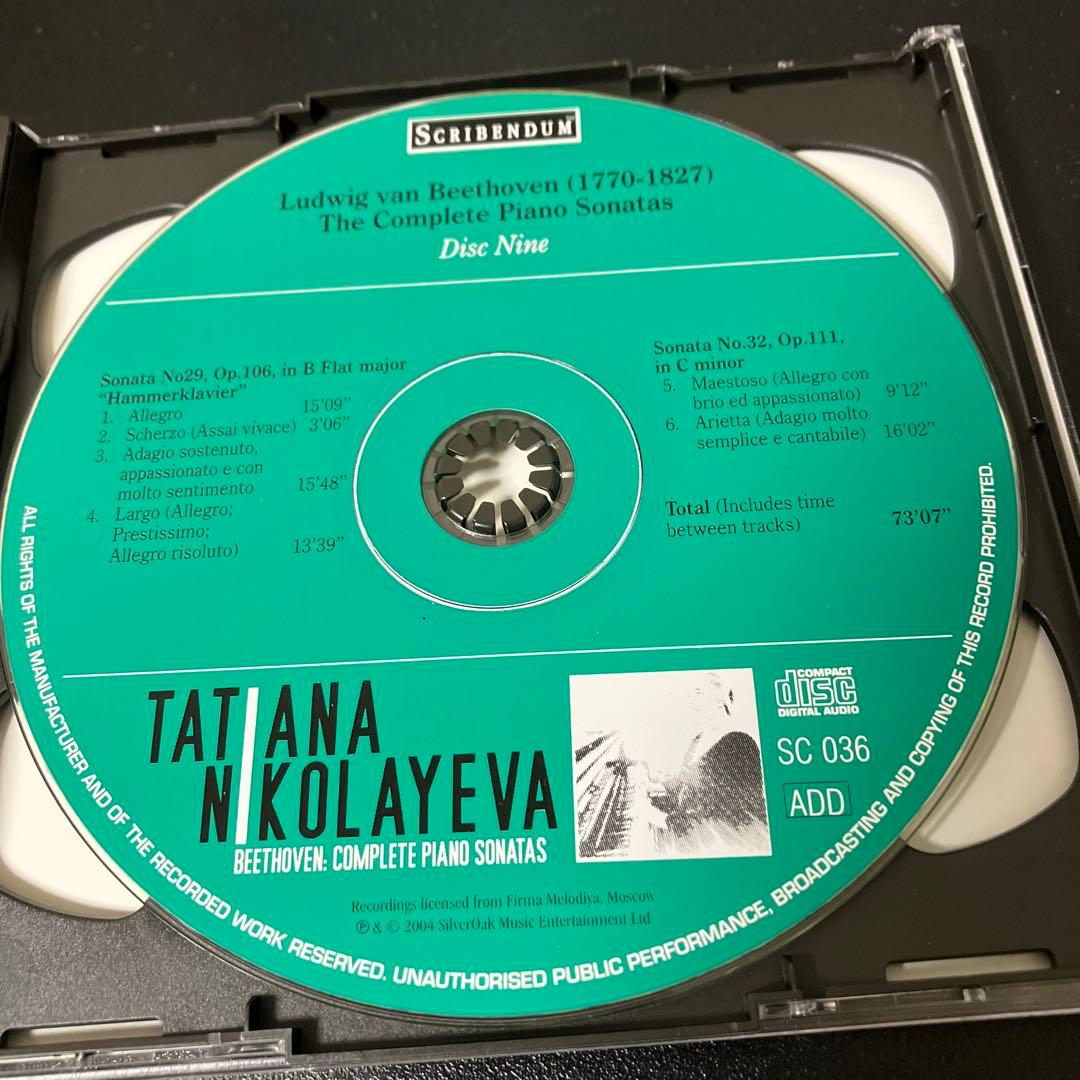 SCRIBENDUM
Ludwig van Beethoven (1770-1827)
The Complete Piano Sonatas
Disc Nine
Sonata No29, Op.106, in B Flat major
“Hammerklavier”
1. Allegro 15’09”
2. Scherzo (Assai vivace) 3’06”
3. Adagio sostenuto,
appassionato e con
molto sentimento 15’48”
4. Largo (Allegro;
Prestissimo;
Allegro risoluto) 13’39”
Sonata No.32, Op.111,
in C minor
5. Maestoso (Allegro con
brio ed appassionato) 9’12”
6. Arietta (Adagio molto
semplice e cantabile) 16’02”
Total (Includes time
between tracks) 73’07”
TATIANA
NIKOLAYEVA
BEETHOVEN: COMPLETE PIANO SONATAS
COMPACT
disc
DIGITAL AUDIO
SC 036
ADD
Recordings licensed from Firma Melodiya, Moscow
℗ & © 2004 SilverOak Music Entertainment Ltd
ALL RIGHTS OF THE MANUFACTURER AND OF THE RECORDED WORK RESERVED. UNAUTHORISED PUBLIC PERFORMANCE, BROADCASTING AND COPYING OF THIS RECORD PROHIBITED.